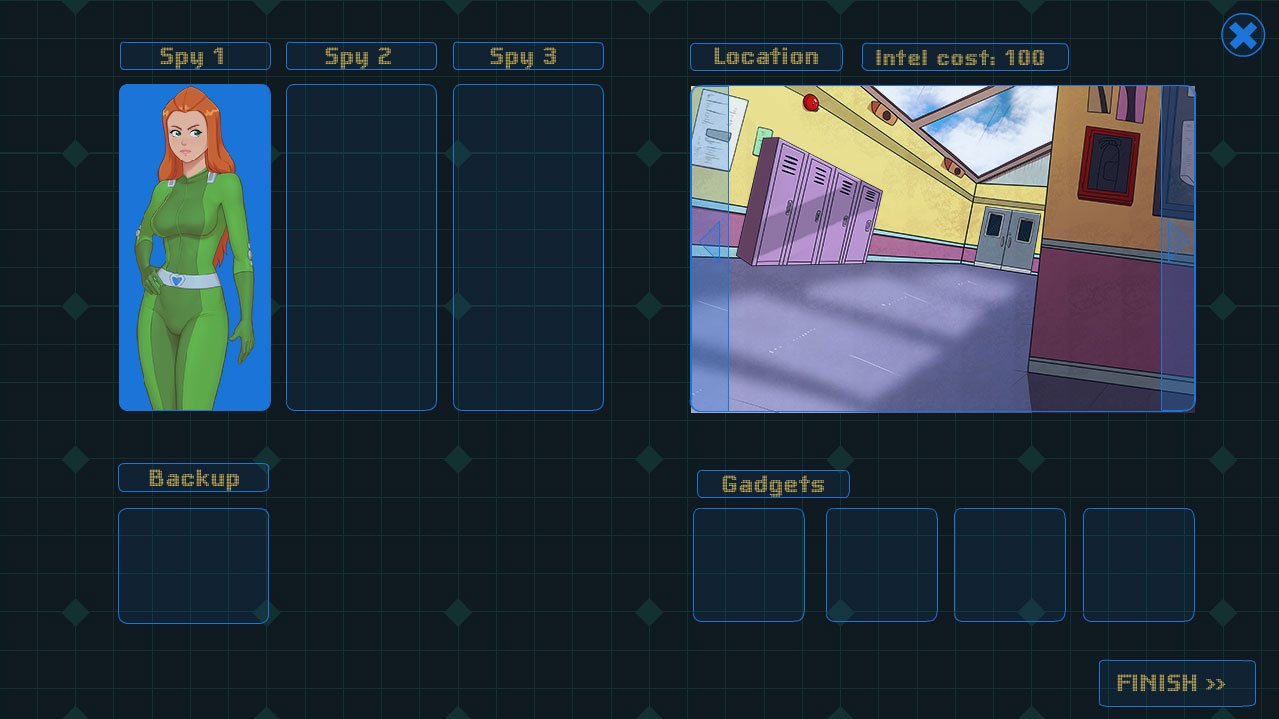 Spy 1
Spy 2
Spy 3
Location
Intel cost: 100
Backup
Gadgets
FINISH >>